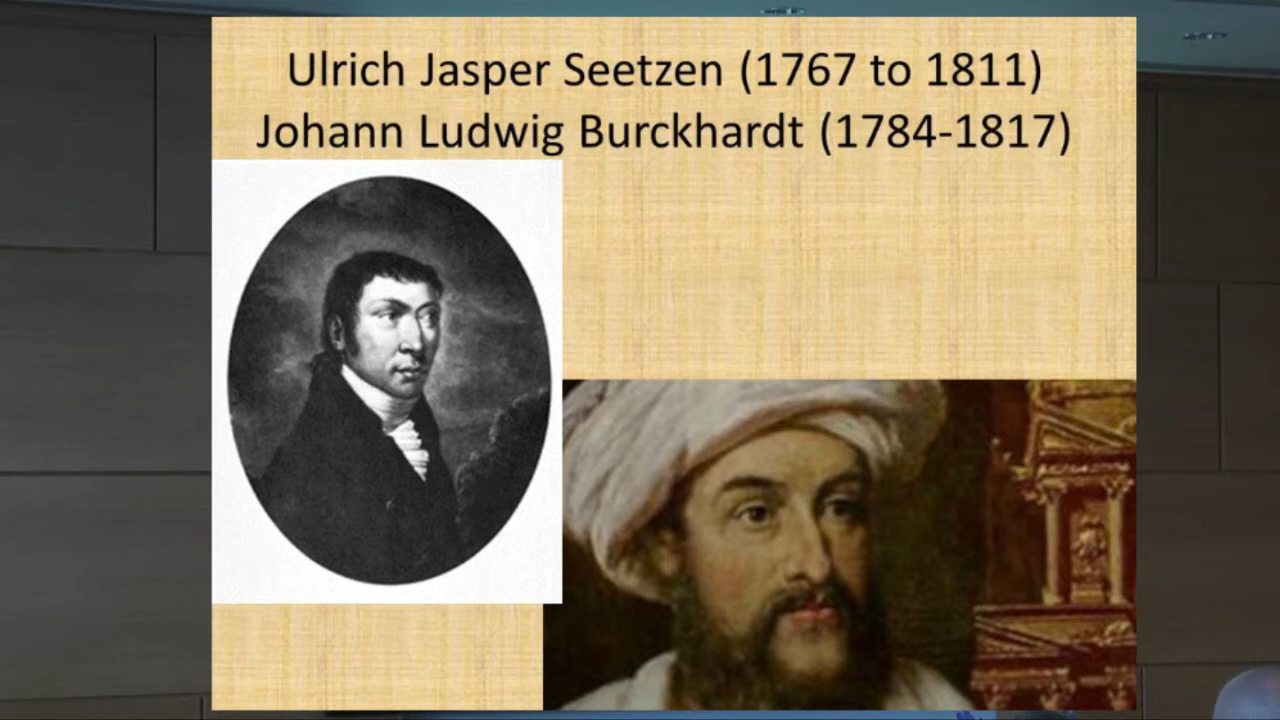 Ulrich Jasper Seetzen (1767 to 1811)
Johann Ludwig Burckhardt (1784-1817)